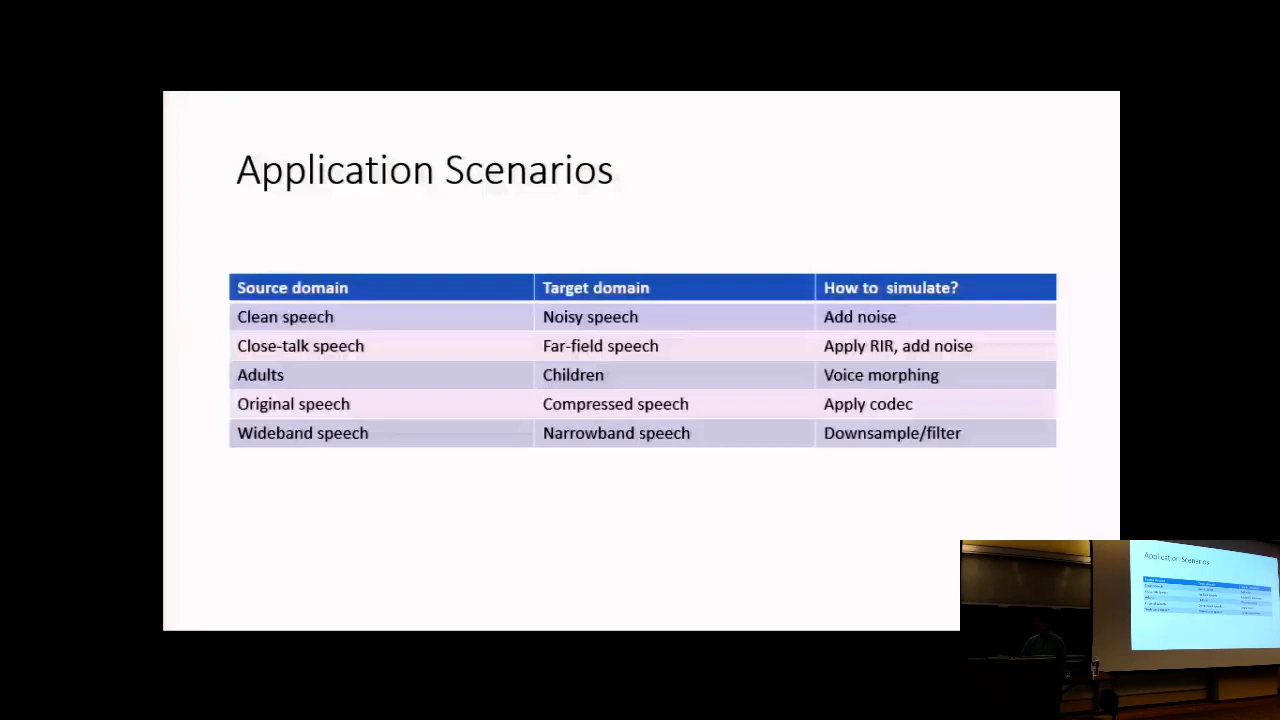 Application Scenarios
Source domain Target domain How to simulate?
Clean speech Noisy speech Add noise
Close-talk speech Far-field speech Apply RIR, add noise
Adults Children Voice morphing
Original speech Compressed speech Apply codec
Wideband speech Narrowband speech Downsample/filter
Application Scenarios